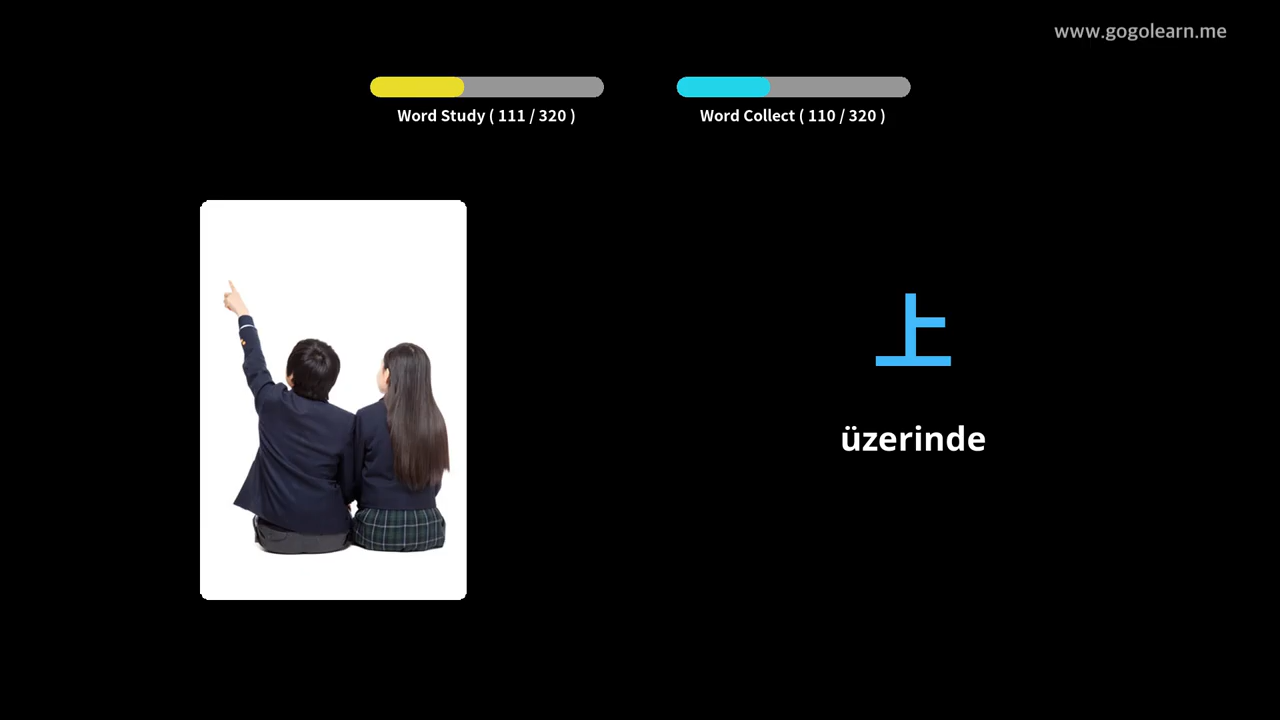 www.gogolearn.me
Word Study ( 111 / 320 )
Word Collect ( 110 / 320 )
上
üzerinde